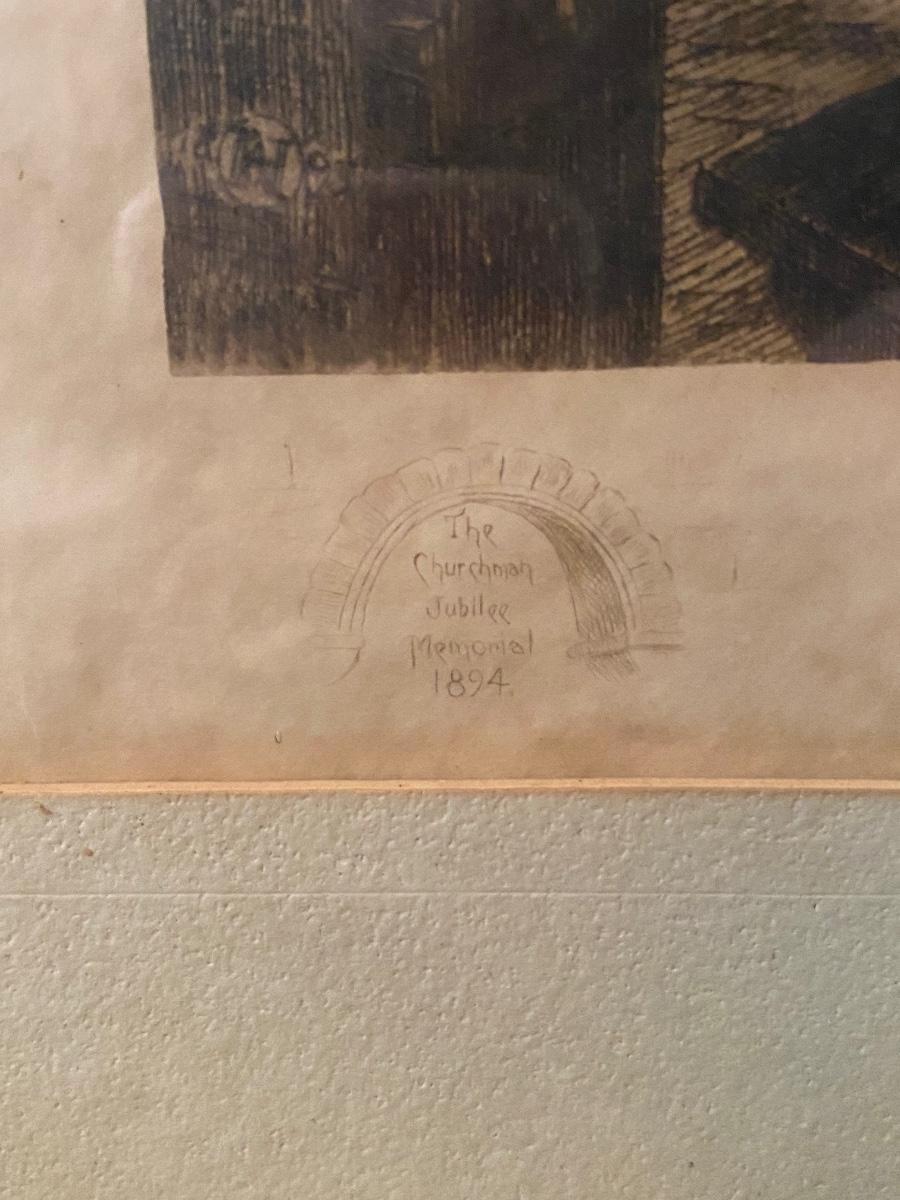 The
Churchman
Jubilee
Memorial
1894.